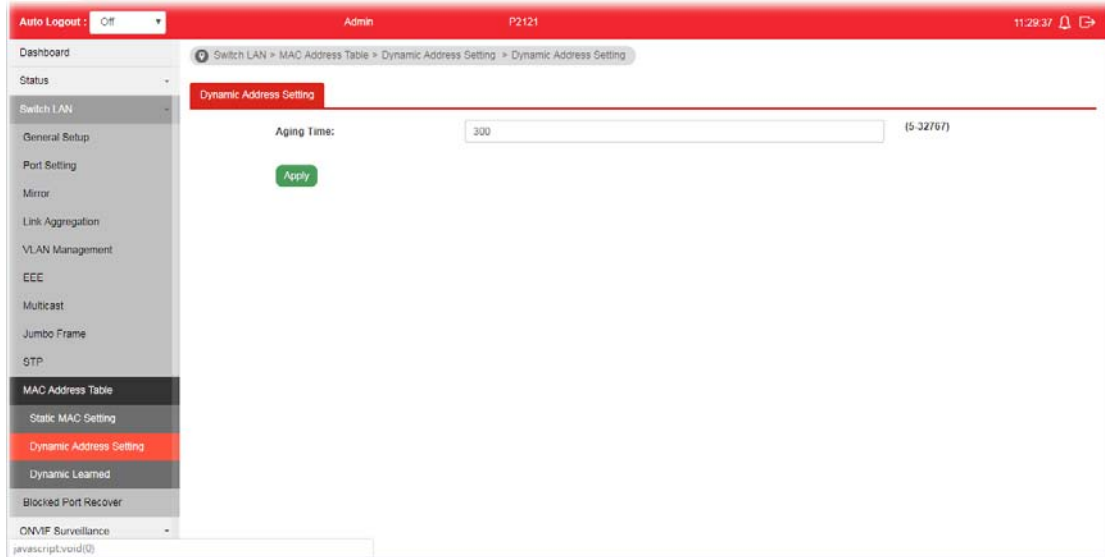 Auto Logout : Off Admin P2121 11:29:37
Dashboard
Status
Switch LAN
General Setup
Port Setting
Mirror
Link Aggregation
VLAN Management
EEE
Multicast
Jumbo Frame
STP
MAC Address Table
Static MAC Setting
Dynamic Address Setting
Dynamic Learned
Blocked Port Recover
ONVIF Surveillance
javascript:void(0)
Switch LAN » MAC Address Table » Dynamic Address Setting » Dynamic Address Setting
Dynamic Address Setting
Aging Time: 300 (5-32767)
Apply